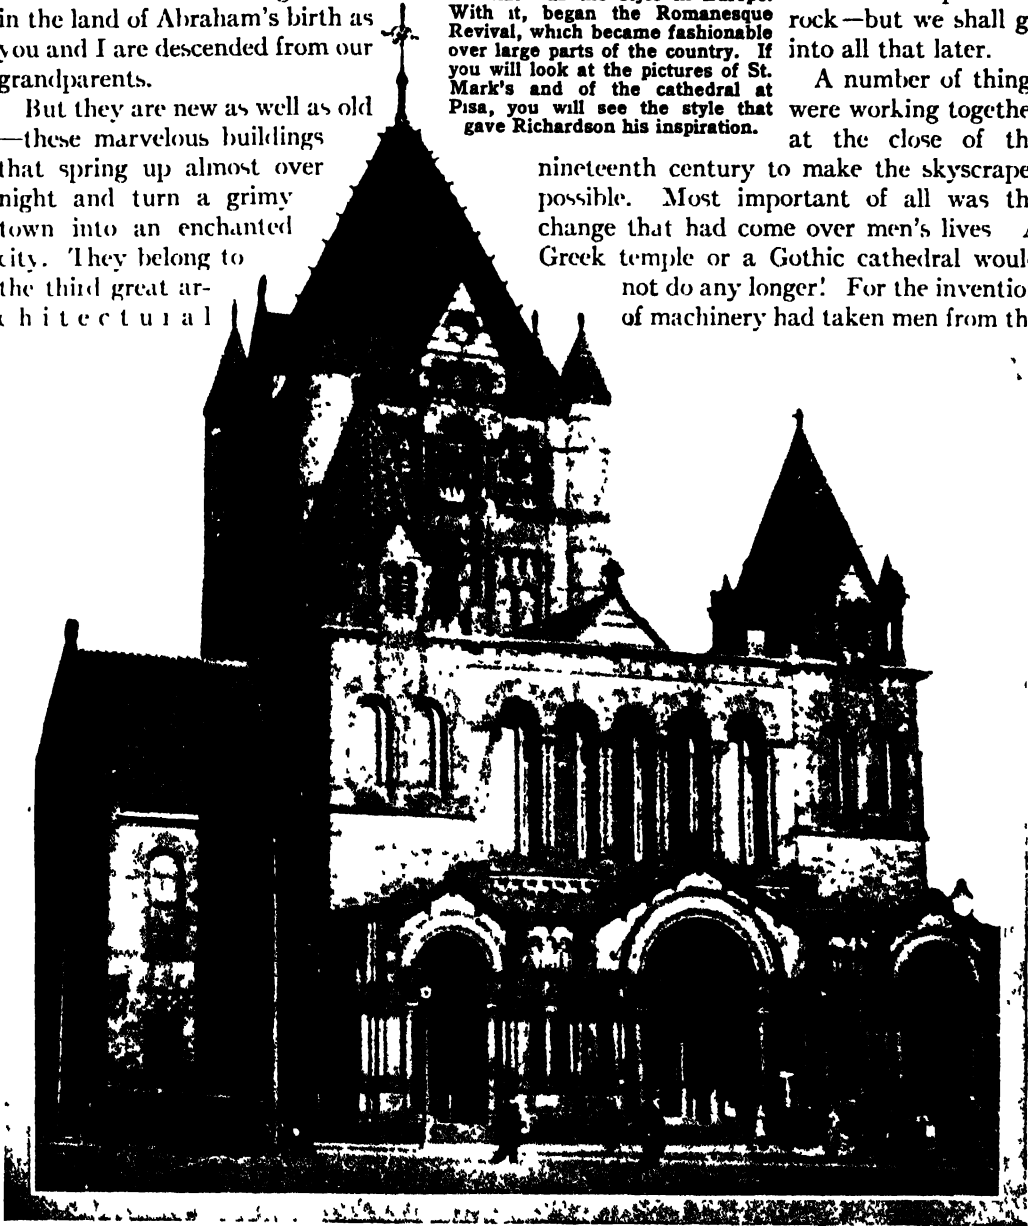 in the land of Abraham's birth as
you and I are descended from our
grandparents.
But they are new as well as old
—these marvelous buildings
that spring up almost over
night and turn a grimy
town into an enchanted
city. They belong to
the third great ar-
chitectural
With it, began the Romanesque
Revival, which became fashionable
over large parts of the country. If
you will look at the pictures of St.
Mark's and of the cathedral at
Pisa, you will see the style that
gave Richardson his inspiration.
rock—but we shall g
into all that later.
A number of thing
were working togethe
at the close of th
nineteenth century to make the skyscrape
possible. Most important of all was th
change that had come over men's lives
Greek temple or a Gothic cathedral woul
not do any longer! For the inventio
of machinery had taken men from th